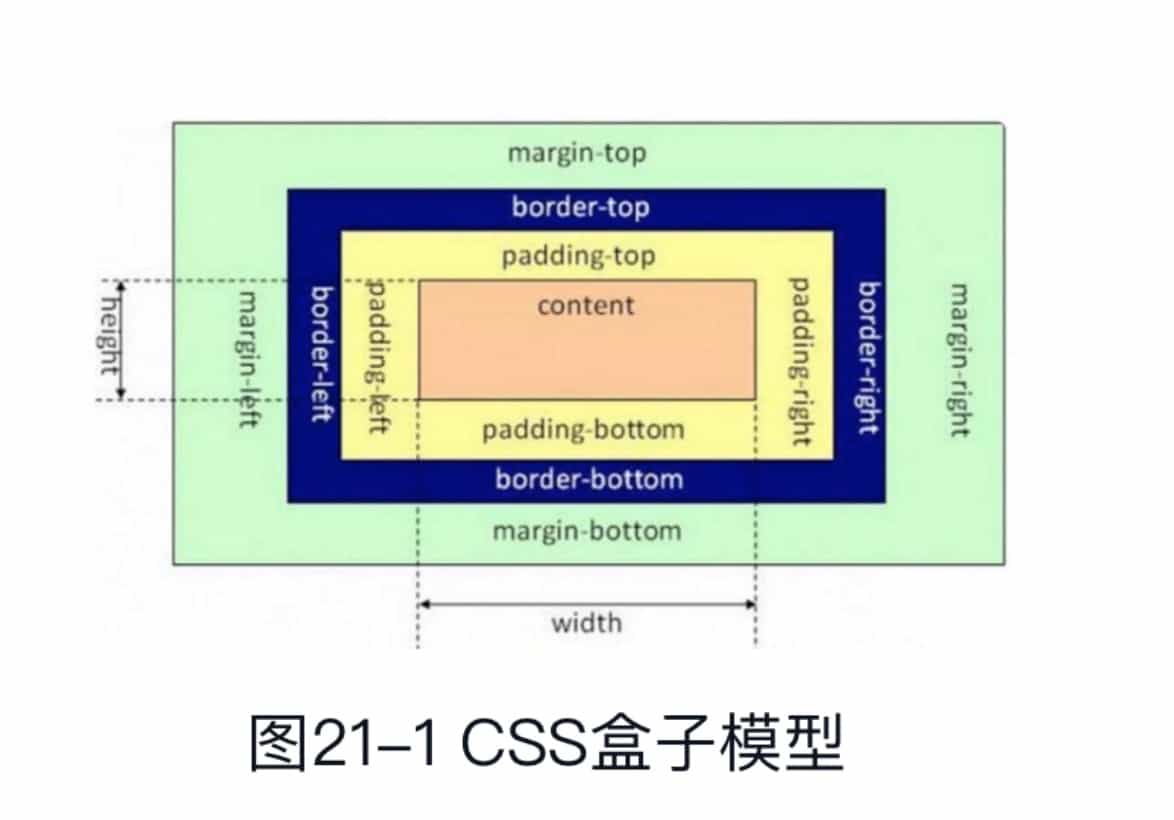 margin-top
border-top
padding-top
content
height
margin-left
border-left
padding-left
padding-right
border-right
margin-right
padding-bottom
border-bottom
margin-bottom
width
图21-1 CSS盒子模型